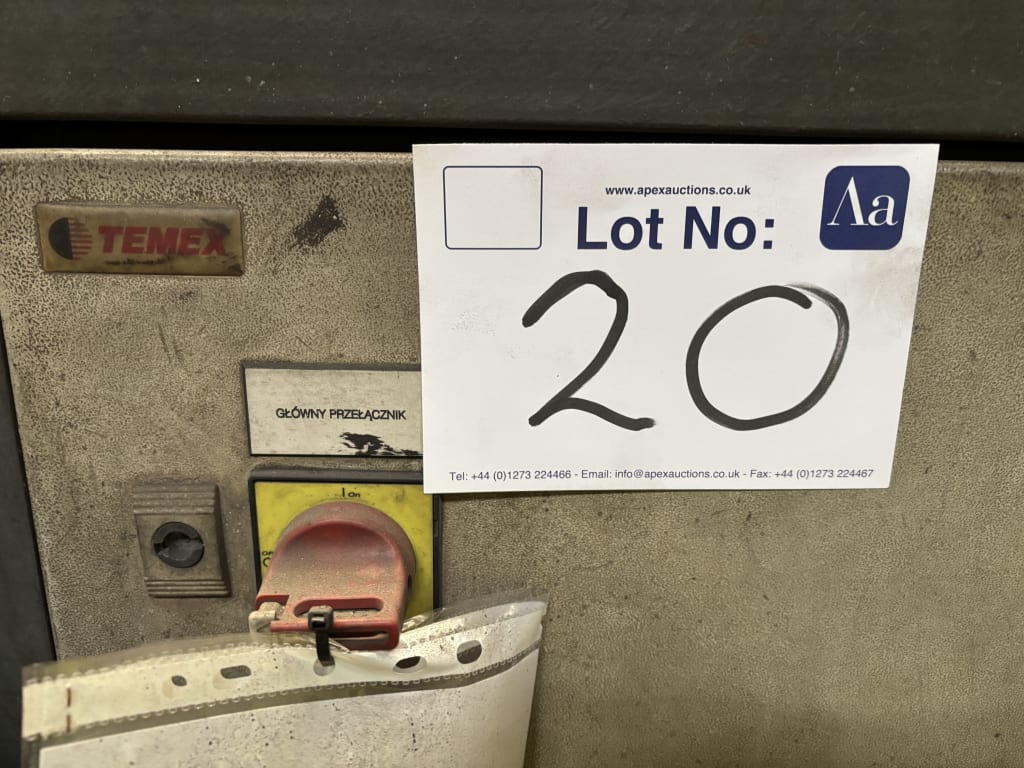 TEMEX
www.apexauctions.co.uk
Aa
Lot No:
20
Tel: +44 (0)1273 224466 - Email: info@apexauctions.co.uk - Fax: +44 (0)1273 224467
GŁÓWNY PRZEŁĄCZNIK
I On